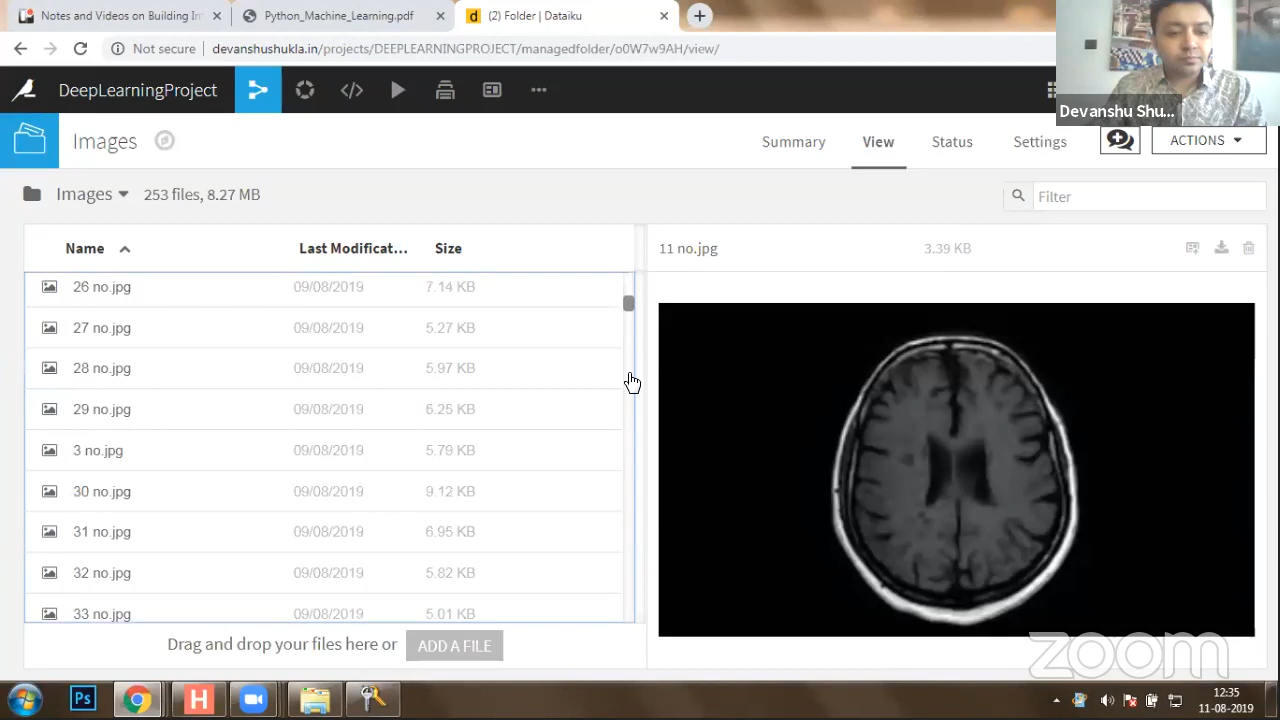 Notes and Videos on Building In
Python_Machine_Learning.pdf
(2) Folder | Dataiku
Not secure
devanshushukla.in/projects/DEEPLEARNINGPROJECT/managedfolder/o0W7w9AH/view/
DeepLearningProject
Devanshu Shu...
Images
Summary
View
Status
Settings
ACTIONS
Images
253 files, 8.27 MB
Filter
Name
Last Modificat...
Size
11 no.jpg
3.39 KB
26 no.jpg 09/08/2019 7.14 KB
27 no.jpg 09/08/2019 5.27 KB
28 no.jpg 09/08/2019 5.97 KB
29 no.jpg 09/08/2019 6.25 KB
3 no.jpg 09/08/2019 5.79 KB
30 no.jpg 09/08/2019 9.12 KB
31 no.jpg 09/08/2019 6.95 KB
32 no.jpg 09/08/2019 5.82 KB
33 no.jpg 09/08/2019 5.01 KB
Drag and drop your files here or
ADD A FILE
zoom
Ps
H
12:35
11-08-2019